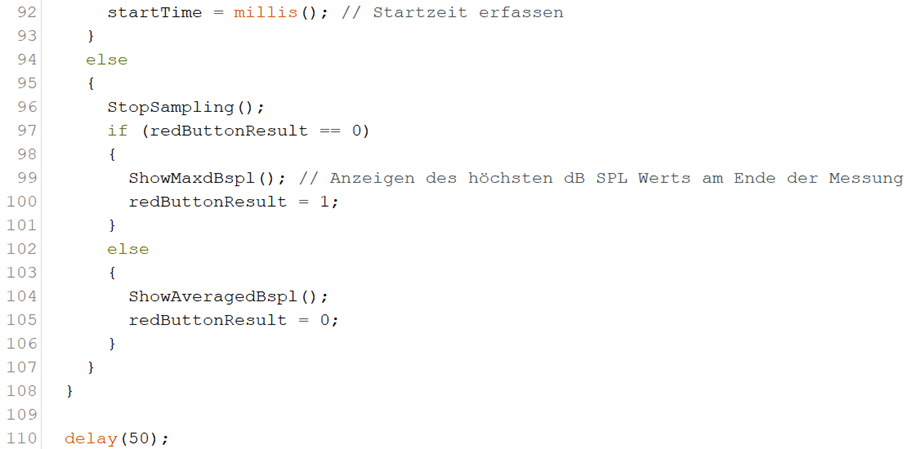 92 startTime = millis(); // Startzeit erfassen
93 }
94 else
95 {
96 StopSampling();
97 if (redButtonResult == 0)
98 {
99 ShowMaxdBspl(); // Anzeigen des höchsten dB SPL Werts am Ende der Messung
100 redButtonResult = 1;
101 }
102 else
103 {
104 ShowAveragedBspl();
105 redButtonResult = 0;
106 }
107 }
108 }
109
110 delay(50);